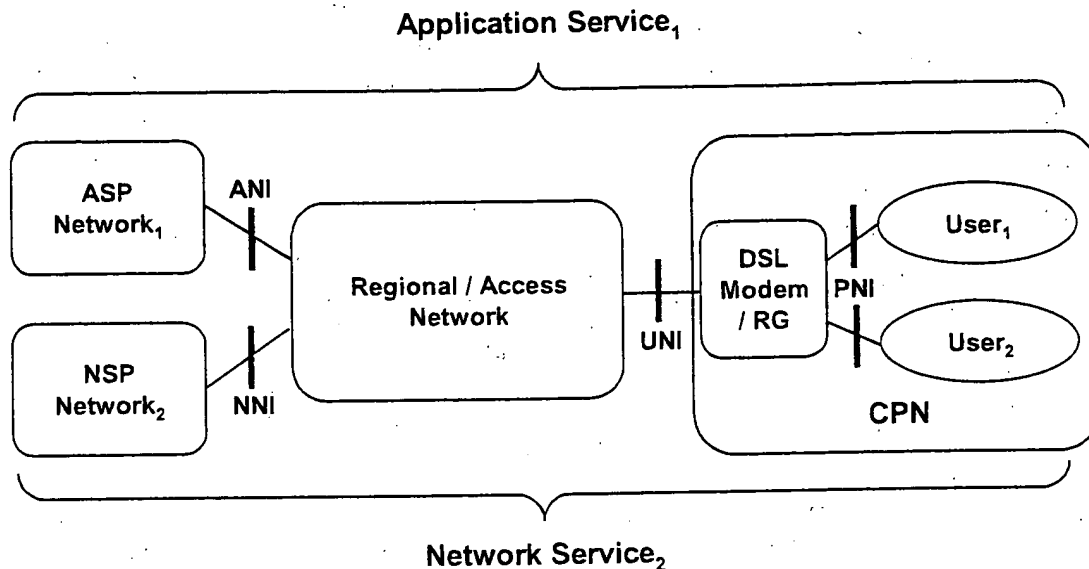 Application Service₁
ASP
Network₁
ANI
Regional / Access
Network
NSP
Network₂
NNI
UNI
DSL
Modem
/ RG
PNI
User₁
User₂
CPN
Network Service₂